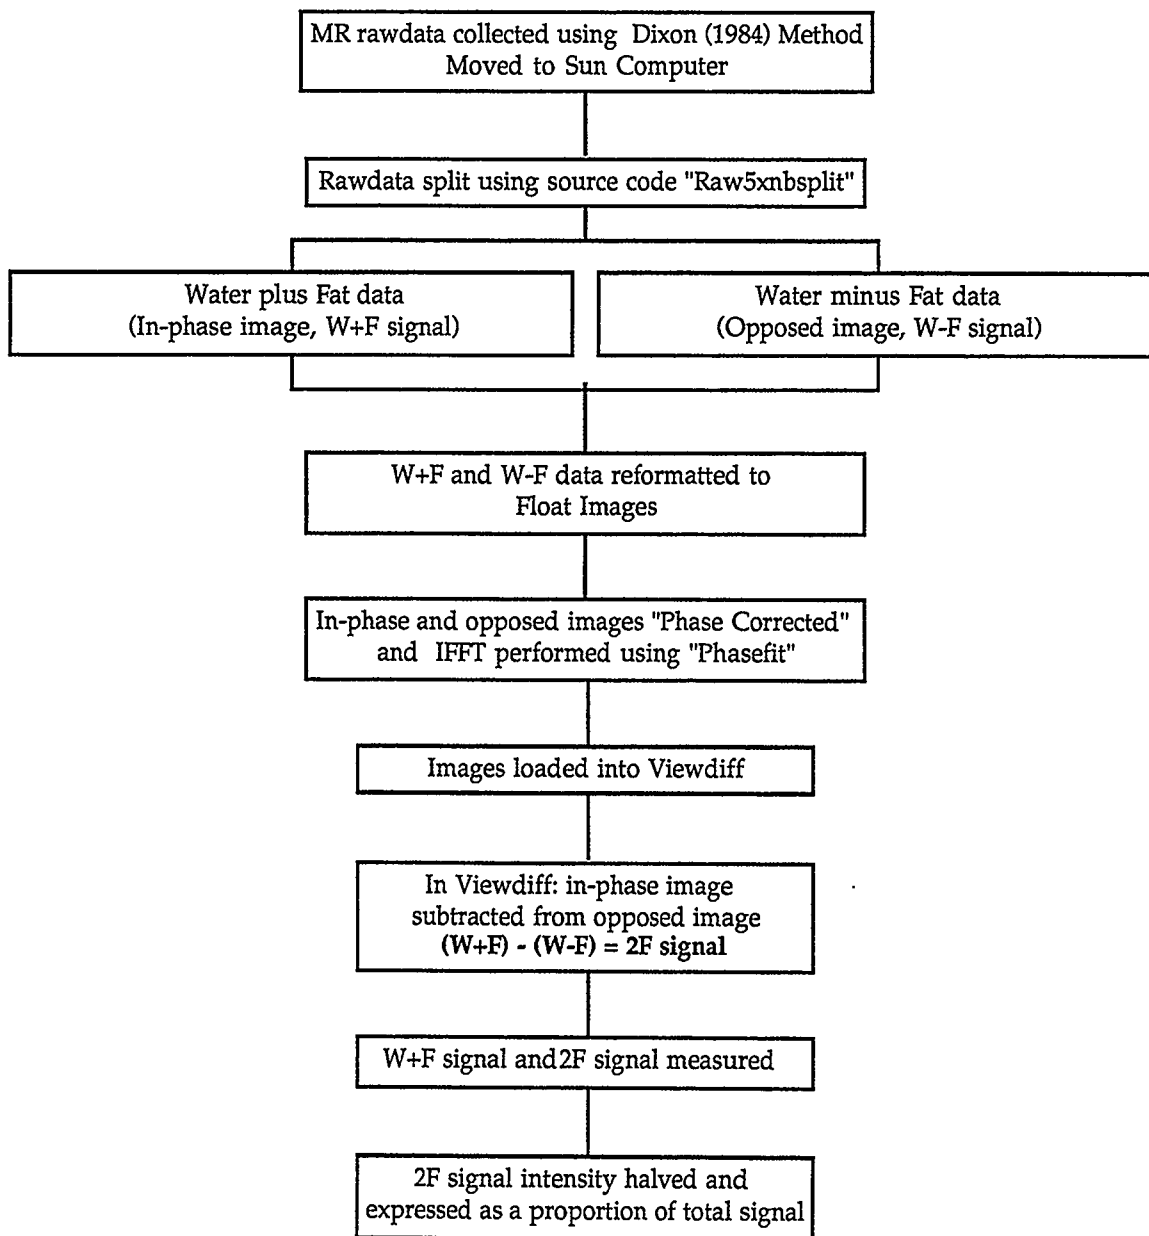 MR rawdata collected using Dixon (1984) Method
Moved to Sun Computer
Rawdata split using source code "Raw5xnbsplit"
Water plus Fat data
(In-phase image, W+F signal)
Water minus Fat data
(Opposed image, W-F signal)
W+F and W-F data reformatted to
Float Images
In-phase and opposed images "Phase Corrected"
and IFFT performed using "Phasefit"
Images loaded into Viewdiff
In Viewdiff: in-phase image
subtracted from opposed image
(W+F) - (W-F) = 2F signal
W+F signal and 2F signal measured
2F signal intensity halved and
expressed as a proportion of total signal